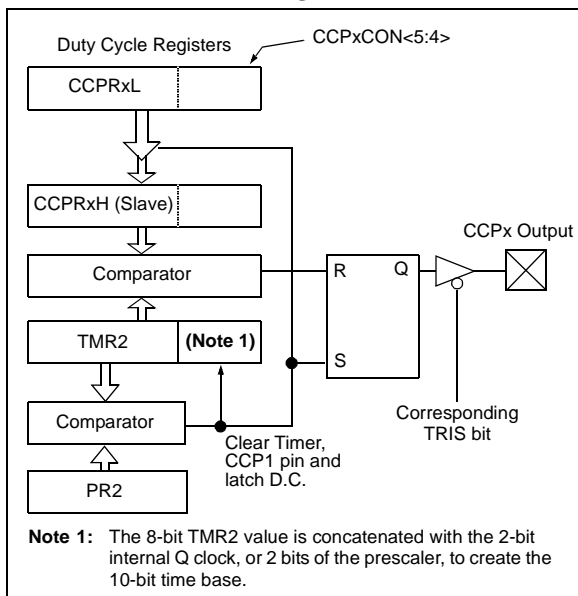 Duty Cycle Registers
CCPxCON<5:4>
CCPRxL
CCPRxH (Slave)
CCPx Output
Comparator
R
Q
TMR2
(Note 1)
S
Comparator
Clear Timer,
CCP1 pin and
latch D.C.
Corresponding
TRIS bit
PR2
Note 1: The 8-bit TMR2 value is concatenated with the 2-bit
internal Q clock, or 2 bits of the prescaler, to create the
10-bit time base.